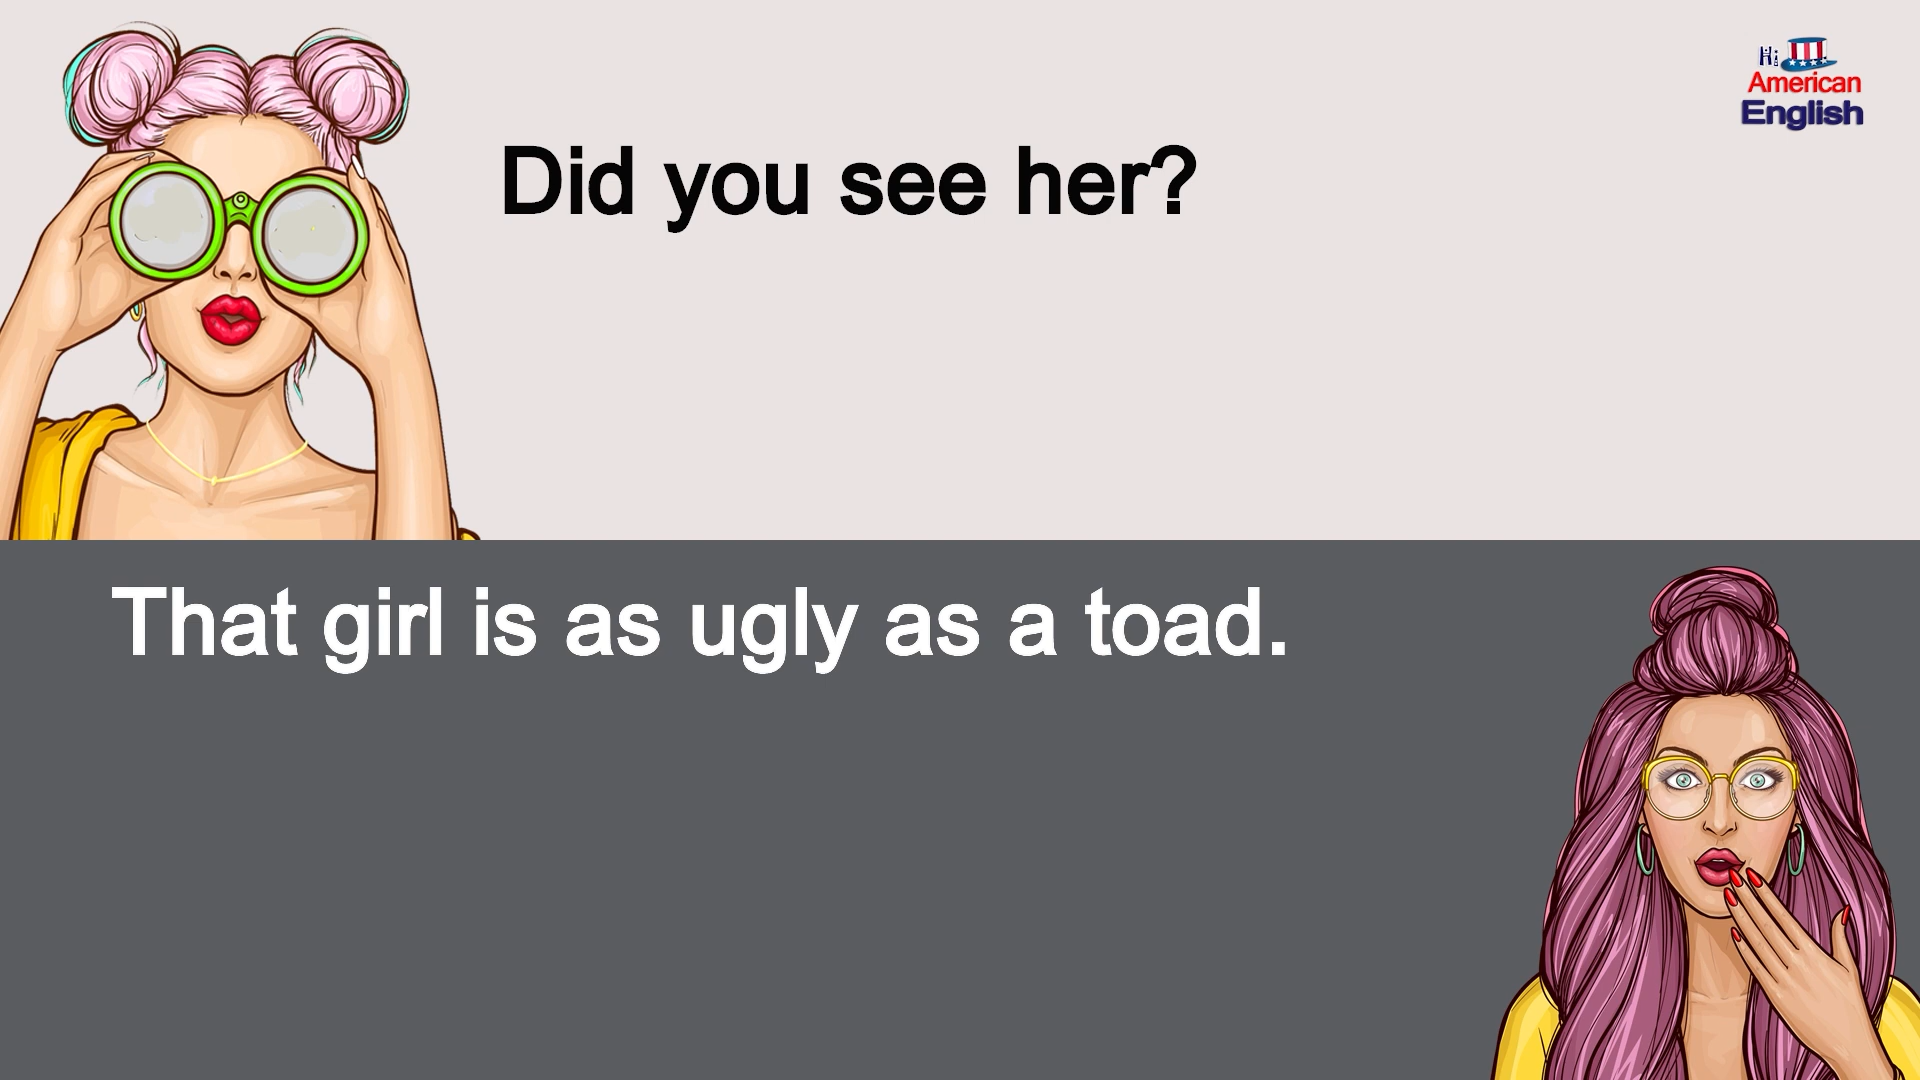 Hi
American
English
Did you see her?
That girl is as ugly as a toad.